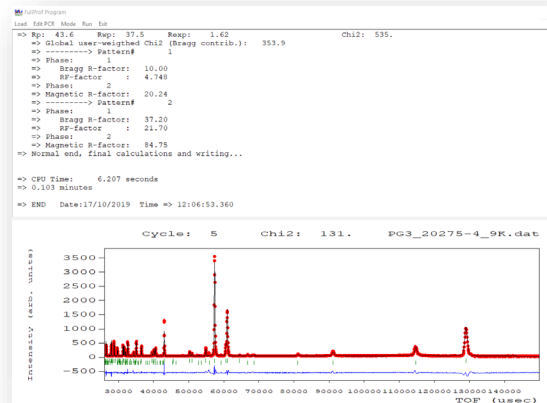 FullProf Program
Load Edit PCR Mode Run Exit
=> Rp: 43.6 Rwp: 37.5 Rexp: 1.62 Chi2: 535.
=> Global user-weigthed Chi2 (Bragg contrib.): 353.9
=> ---------> Pattern# 1
=> Phase: 1
=> Bragg R-factor: 10.00
=> RF-factor : 4.748
=> Phase: 2
=> Magnetic R-factor: 20.24
=> ---------> Pattern# 2
=> Phase: 1
=> Bragg R-factor: 37.20
=> RF-factor : 21.70
=> Phase: 2
=> Magnetic R-factor: 84.75
=> Normal end, final calculations and writing...
=> CPU Time: 6.207 seconds
=> 0.103 minutes
=> END Date:17/10/2019 Time => 12:06:53.360
Cycle: 5 Chi2: 131. PG3_20275-4_9K.dat
Intensity (arb. units)
3500
3000
2500
2000
1500
1000
500
0
-500
30000 40000 50000 60000 70000 80000 90000 100000 110000 120000 130000 140000
TOF (usec)